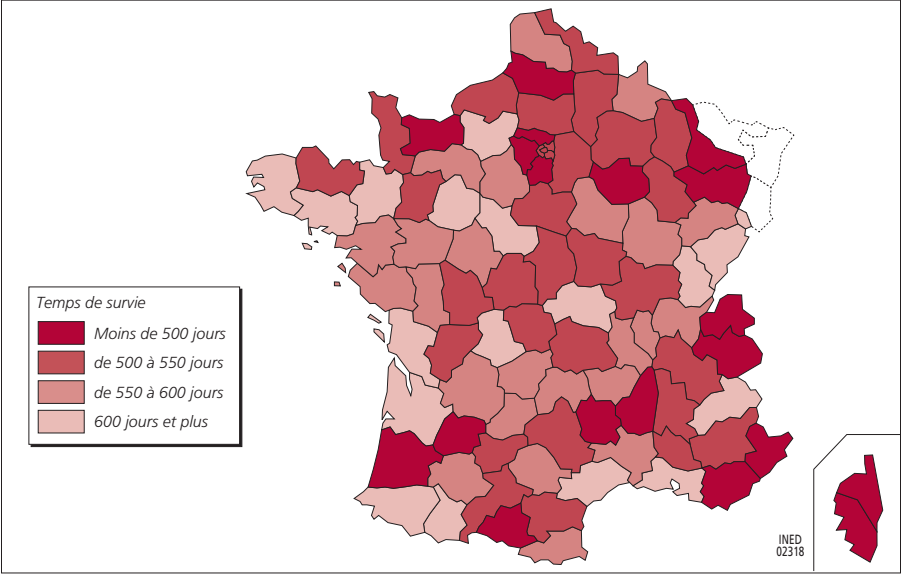 Temps de survie
Moins de 500 jours
de 500 à 550 jours
de 550 à 600 jours
600 jours et plus
INED
02318